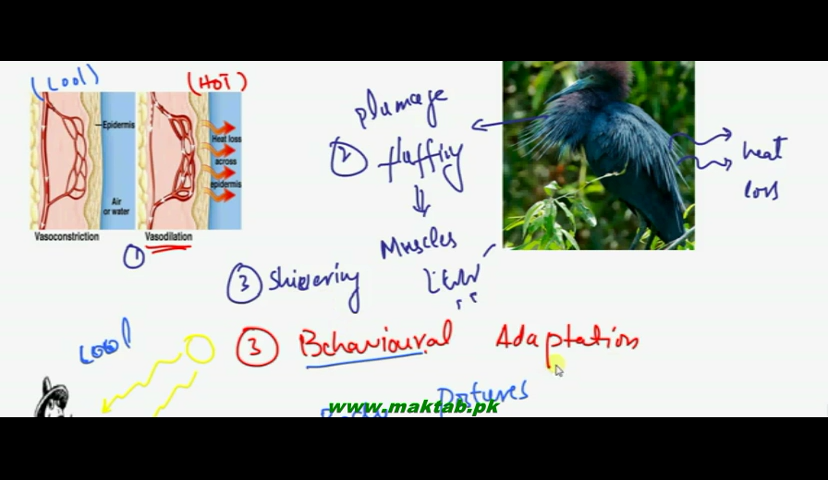 (Cool)
(HOT)
Epidermis
Air
or water
Heat loss
across
epidermis
Vasoconstriction
Vasodilation
1
plumage
2 fluffing
heat
loss
Muscles
3 Shivering
Liver
Cool
3 Behavioural Adaptation
Postures
www.maktab.pk